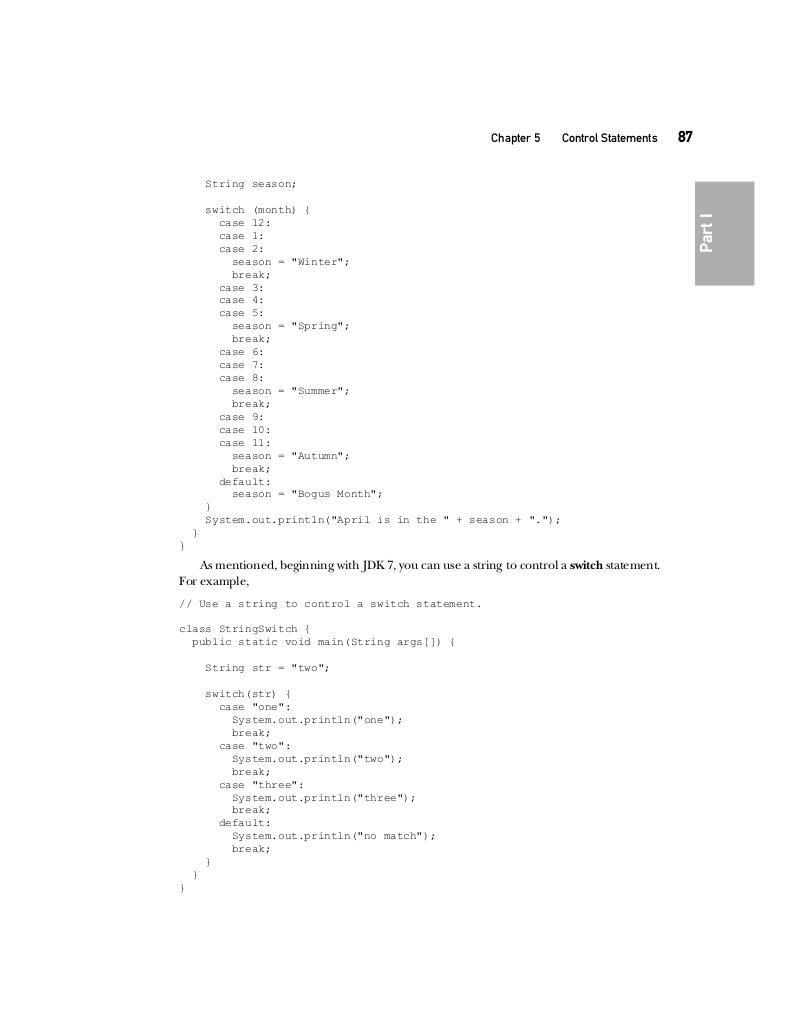 Chapter 5 Control Statements 87
Part I
String season;
switch (month) {
case 12:
case 1:
case 2:
season = "Winter";
break;
case 3:
case 4:
case 5:
season = "Spring";
break;
case 6:
case 7:
case 8:
season = "Summer";
break;
case 9:
case 10:
case 11:
season = "Autumn";
break;
default:
season = "Bogus Month";
}
System.out.println("April is in the " + season + ".");
}
}
As mentioned, beginning with JDK 7, you can use a string to control a switch statement.
For example,
// Use a string to control a switch statement.
class StringSwitch {
public static void main(String args[]) {
String str = "two";
switch(str) {
case "one":
System.out.println("one");
break;
case "two":
System.out.println("two");
break;
case "three":
System.out.println("three");
break;
default:
System.out.println("no match");
break;
}
}
}